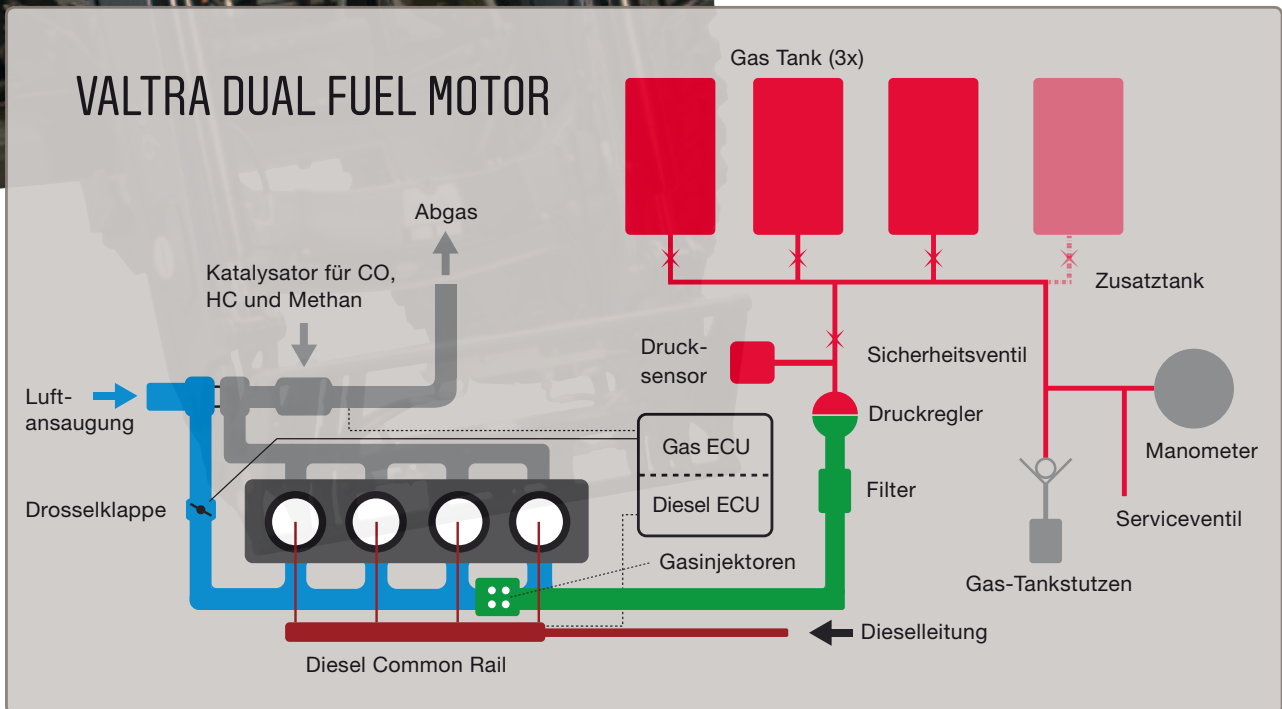 VALTRA DUAL FUEL MOTOR
Gas Tank (3x)
Abgas
Katalysator für CO,
HC und Methan
Zusatztank
Druck-
sensor
Sicherheitsventil
Luft-
ansaugung
Druckregler
Gas ECU
Manometer
Drosselklappe
Diesel ECU
Filter
Serviceventil
Gasinjektoren
Gas-Tankstutzen
Dieselleitung
Diesel Common Rail